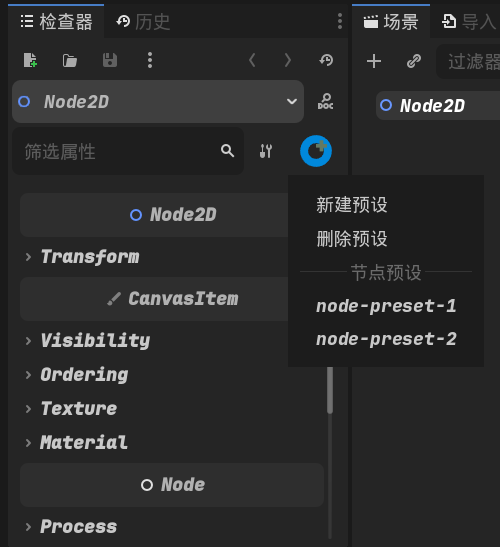 检查器 历史
场景 导入
Node2D
DOC
过滤器
Node2D
筛选属性
新建预设
删除预设
节点预设
node-preset-1
node-preset-2
Node2D
Transform
CanvasItem
Visibility
Ordering
Texture
Material
Node
Process